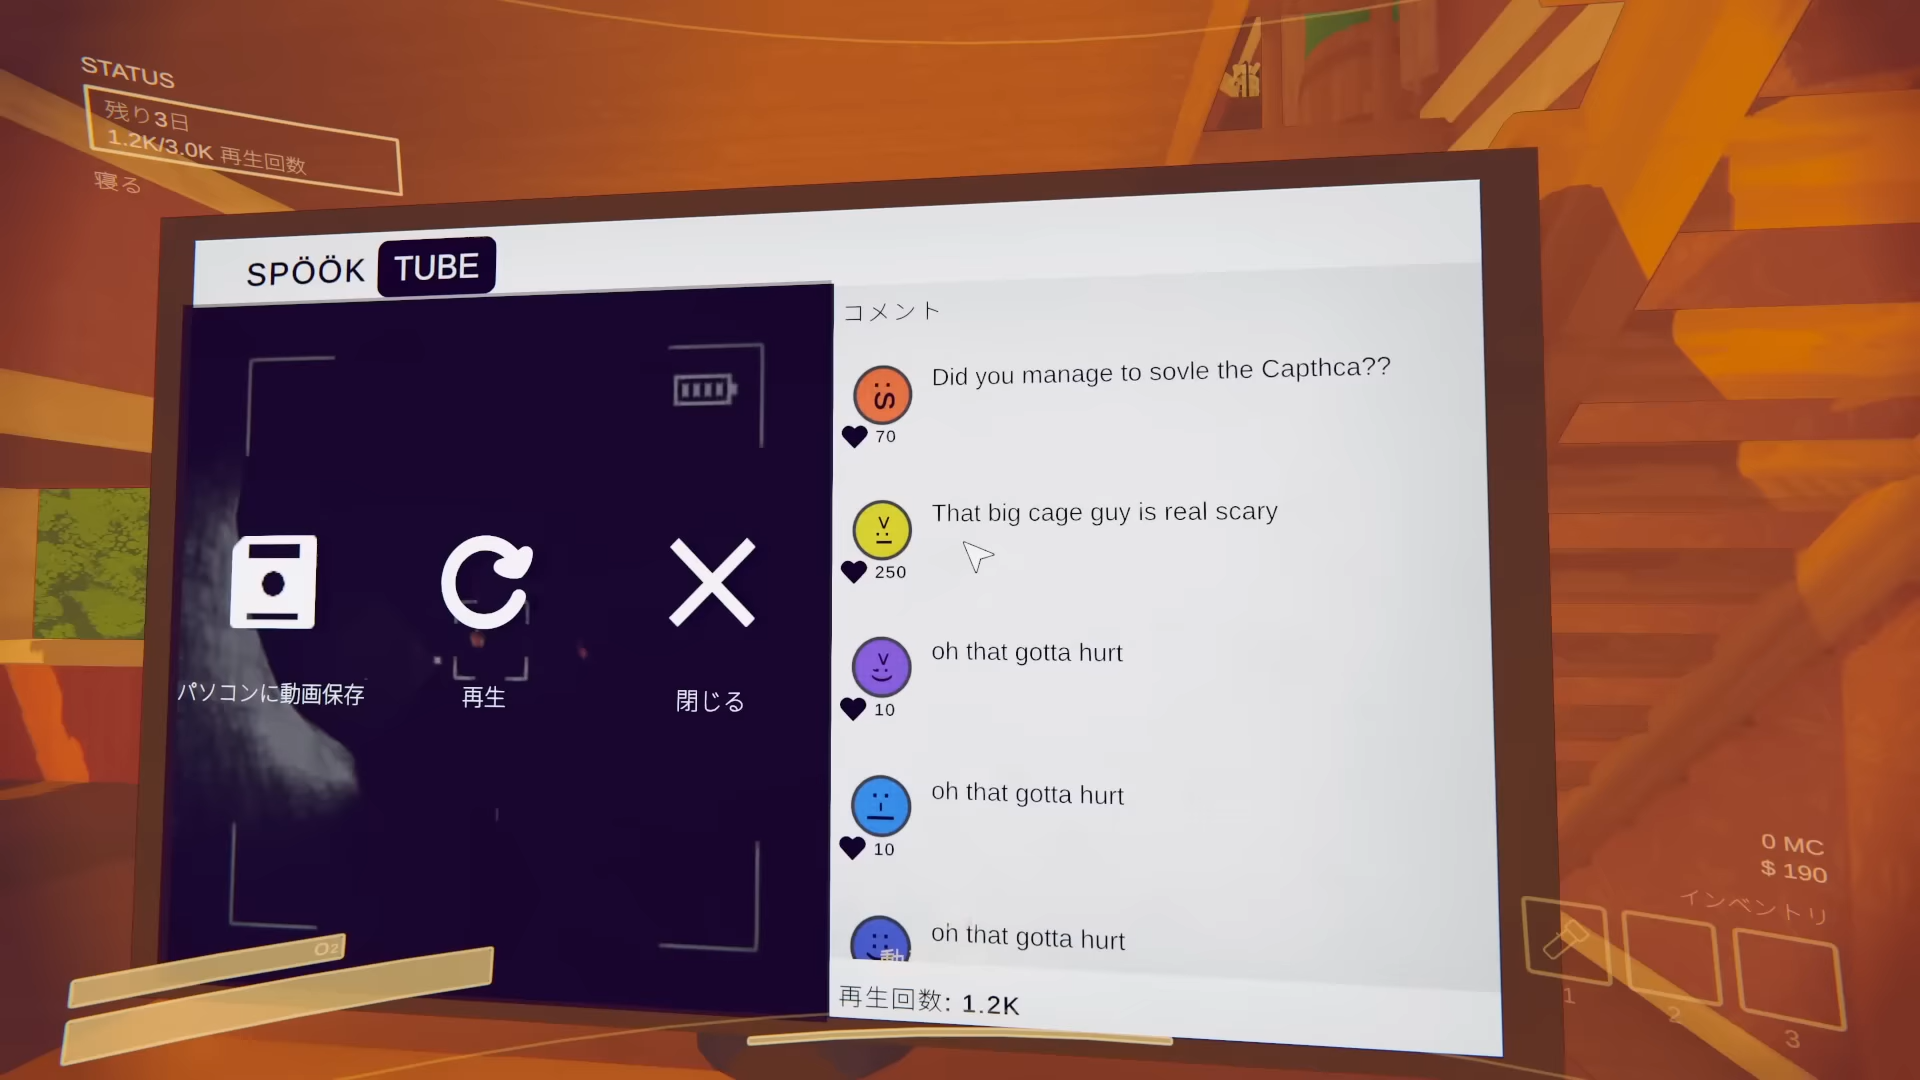 STATUS
残り3日
1.2K/3.0K 再生回数
寝る
SPÖÖK TUBE
コメント
Did you manage to sovle the Capthca??
70
That big cage guy is real scary
250
oh that gotta hurt
10
oh that gotta hurt
10
oh that gotta hurt
動
パソコンに動画保存
再生
閉じる
再生回数: 1.2K
O2
0 MC
$ 190
インベントリ
1
2
3